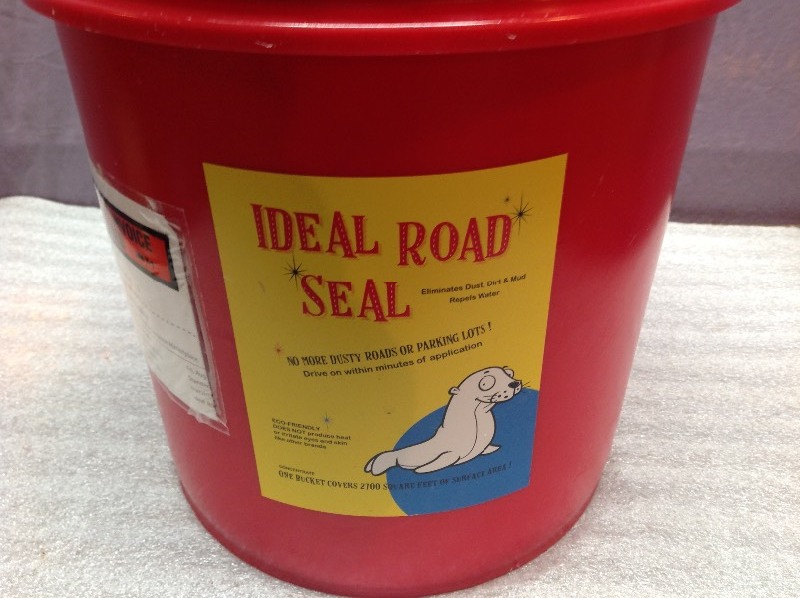 IDEAL ROAD
SEAL
Eliminates Dust, Dirt & Mud
Repels Water
NO MORE DUSTY ROADS OR PARKING LOTS!
Drive on within minutes of application
ECO-FRIENDLY
DOES NOT produce heat
or irritate eyes and skin
like other brands
CONCENTRATE
ONE BUCKET COVERS 2700 SQUARE FEET OF SURFACE AREA!